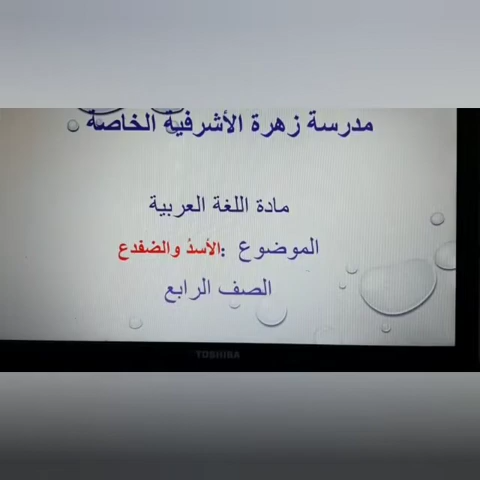 مدرسة زهرة الأشرفية الخاصة
مادة اللغة العربية
الموضوع :الأسدُ والضفدع
الصف الرابع
TOSHIBA